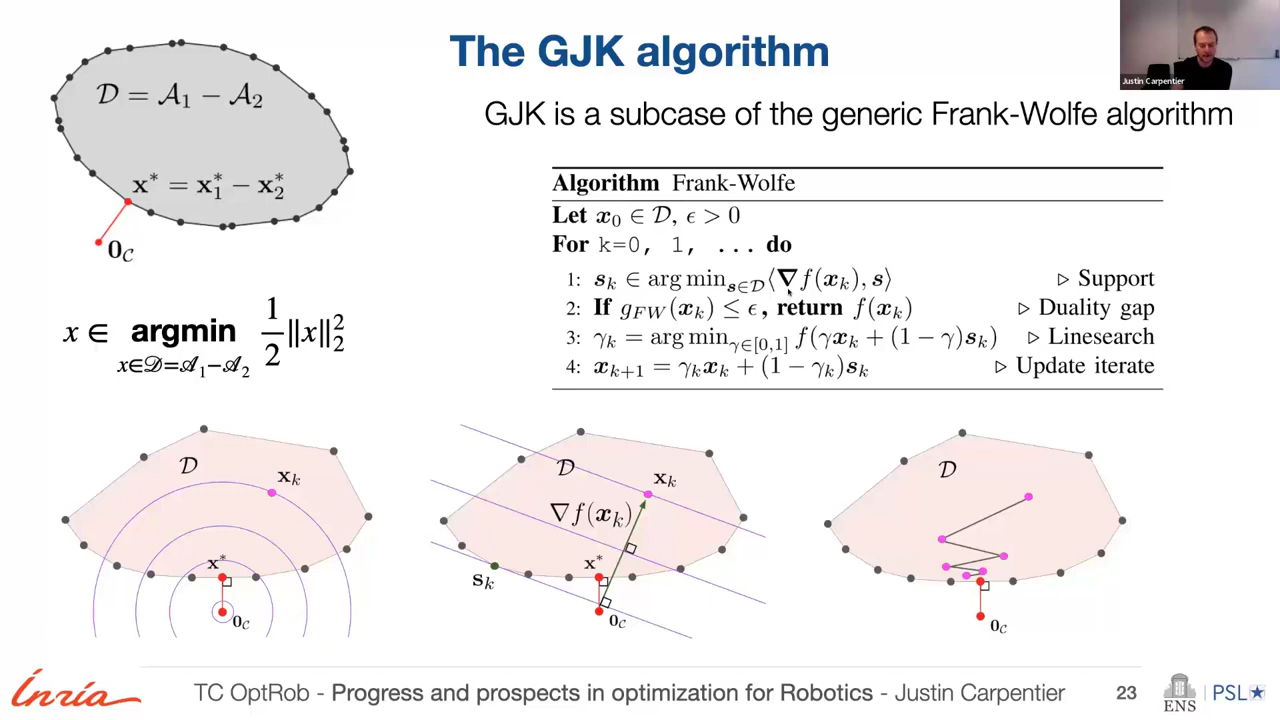 The GJK algorithm
Justin Carpentier
GJK is a subcase of the generic Frank-Wolfe algorithm
𝒟 = 𝒜₁ − 𝒜₂
x* = x₁* − x₂*
0_𝒞
x ∈ argmin_{x∈𝒟=𝒜₁−𝒜₂} 1/2 ||x||₂²
Algorithm Frank-Wolfe
Let x₀ ∈ 𝒟, ϵ > 0
For k=0, 1, ... do
1: s_k ∈ arg min_{s∈𝒟}⟨∇f(x_k), s⟩ ▷ Support
2: If g_{FW}(x_k) ≤ ϵ, return f(x_k) ▷ Duality gap
3: γ_k = arg min_{γ∈[0,1]} f(γx_k + (1 − γ)s_k) ▷ Linesearch
4: x_{k+1} = γ_k x_k + (1 − γ_k)s_k ▷ Update iterate
𝒟
x_k
x*
0_𝒞
𝒟
x_k
∇f(x_k)
x*
s_k
0_𝒞
𝒟
0_𝒞
Inria
TC OptRob - Progress and prospects in optimization for Robotics - Justin Carpentier
23
ENS
PSL★